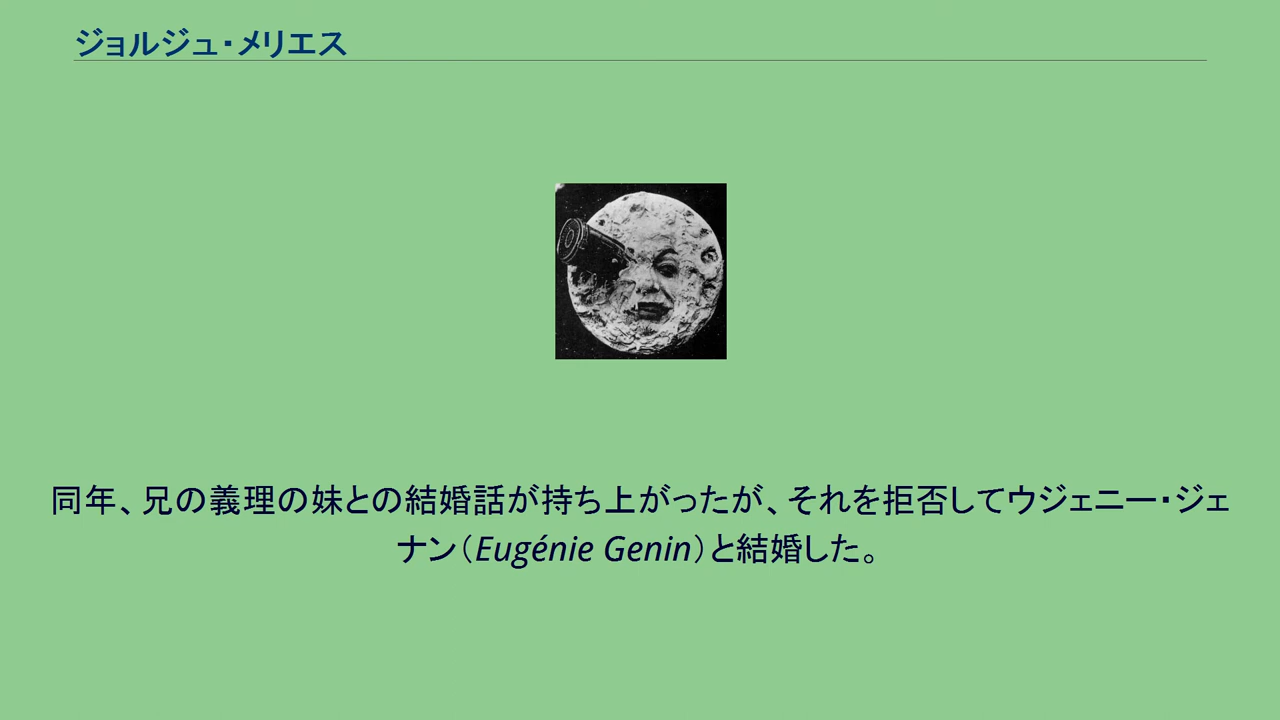 ジョルジュ・メリエス
同年、兄の義理の妹との結婚話が持ち上がったが、それを拒否してウジェニー・ジェ
ナン（Eugénie Genin）と結婚した。